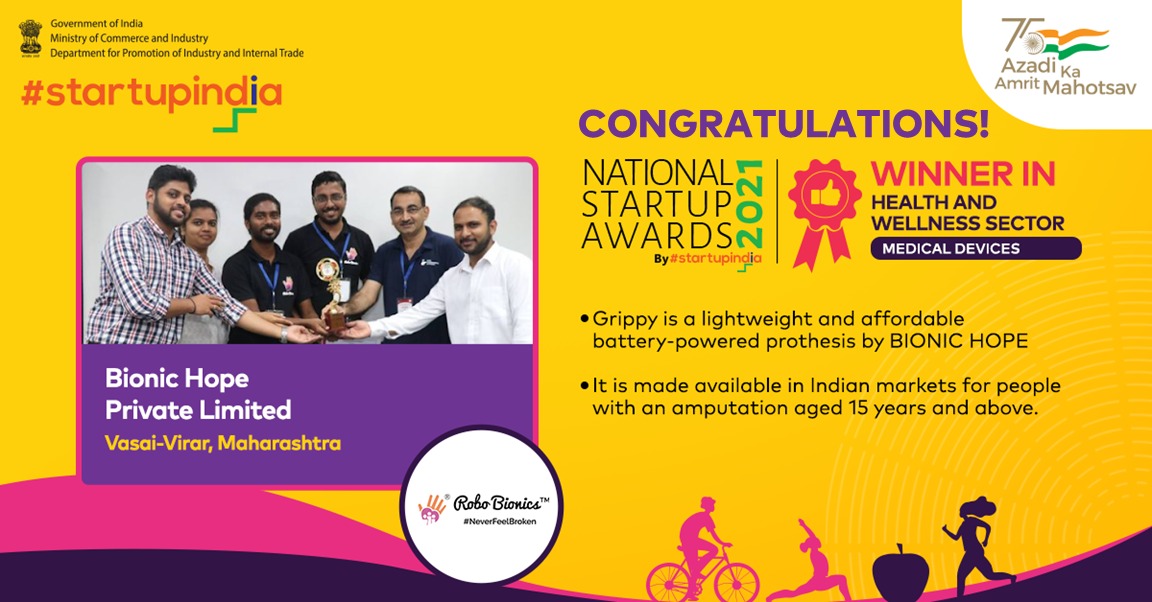 Government of India
Ministry of Commerce and Industry
Department for Promotion of Industry and Internal Trade
#startupindia
75
Azadi Ka
Amrit Mahotsav
CONGRATULATIONS!
NATIONAL
STARTUP
AWARDS
2021
By#startupindia
WINNER IN
HEALTH AND
WELLNESS SECTOR
MEDICAL DEVICES
•Grippy is a lightweight and affordable
battery-powered prothesis by BIONIC HOPE
•It is made available in Indian markets for people
with an amputation aged 15 years and above.
Bionic Hope
Private Limited
Vasai-Virar, Maharashtra
® Robo Bionics™
#NeverFeelBroken